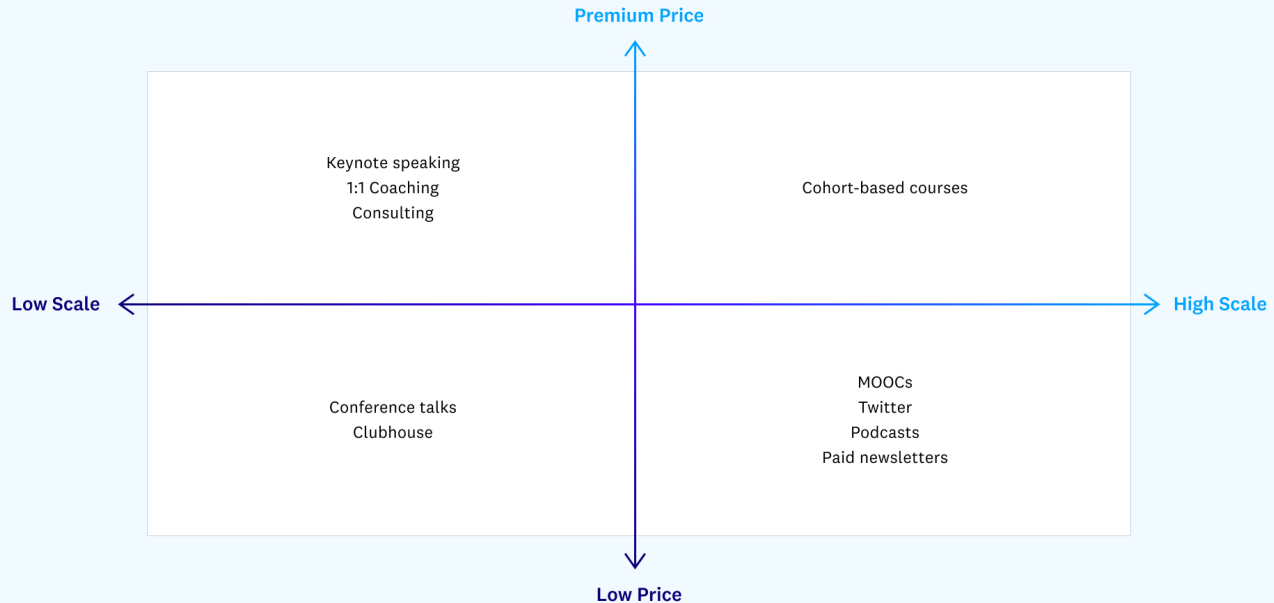 Premium Price
Keynote speaking
1:1 Coaching
Consulting
Cohort-based courses
Low Scale
High Scale
Conference talks
Clubhouse
MOOCs
Twitter
Podcasts
Paid newsletters
Low Price